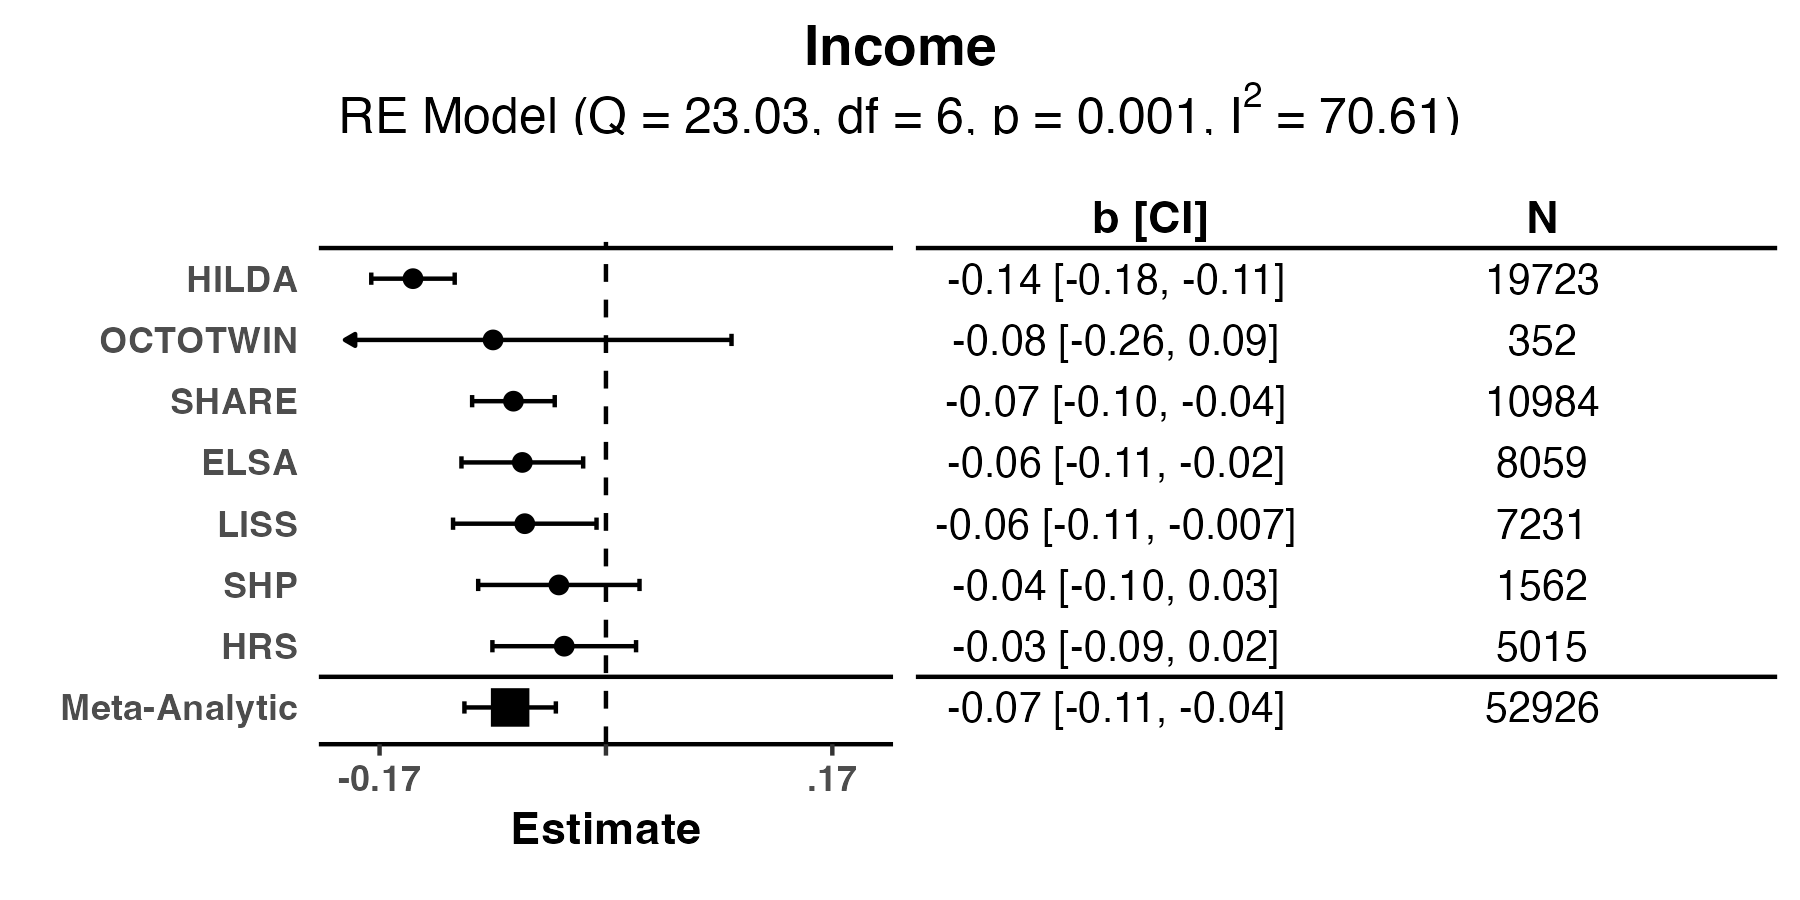 Income
RE Model (Q = 23.03, df = 6, p = 0.001, I² = 70.61)
b [CI] N
HILDA -0.14 [-0.18, -0.11] 19723
OCTOTWIN -0.08 [-0.26, 0.09] 352
SHARE -0.07 [-0.10, -0.04] 10984
ELSA -0.06 [-0.11, -0.02] 8059
LISS -0.06 [-0.11, -0.007] 7231
SHP -0.04 [-0.10, 0.03] 1562
HRS -0.03 [-0.09, 0.02] 5015
Meta-Analytic -0.07 [-0.11, -0.04] 52926
-0.17 .17
Estimate